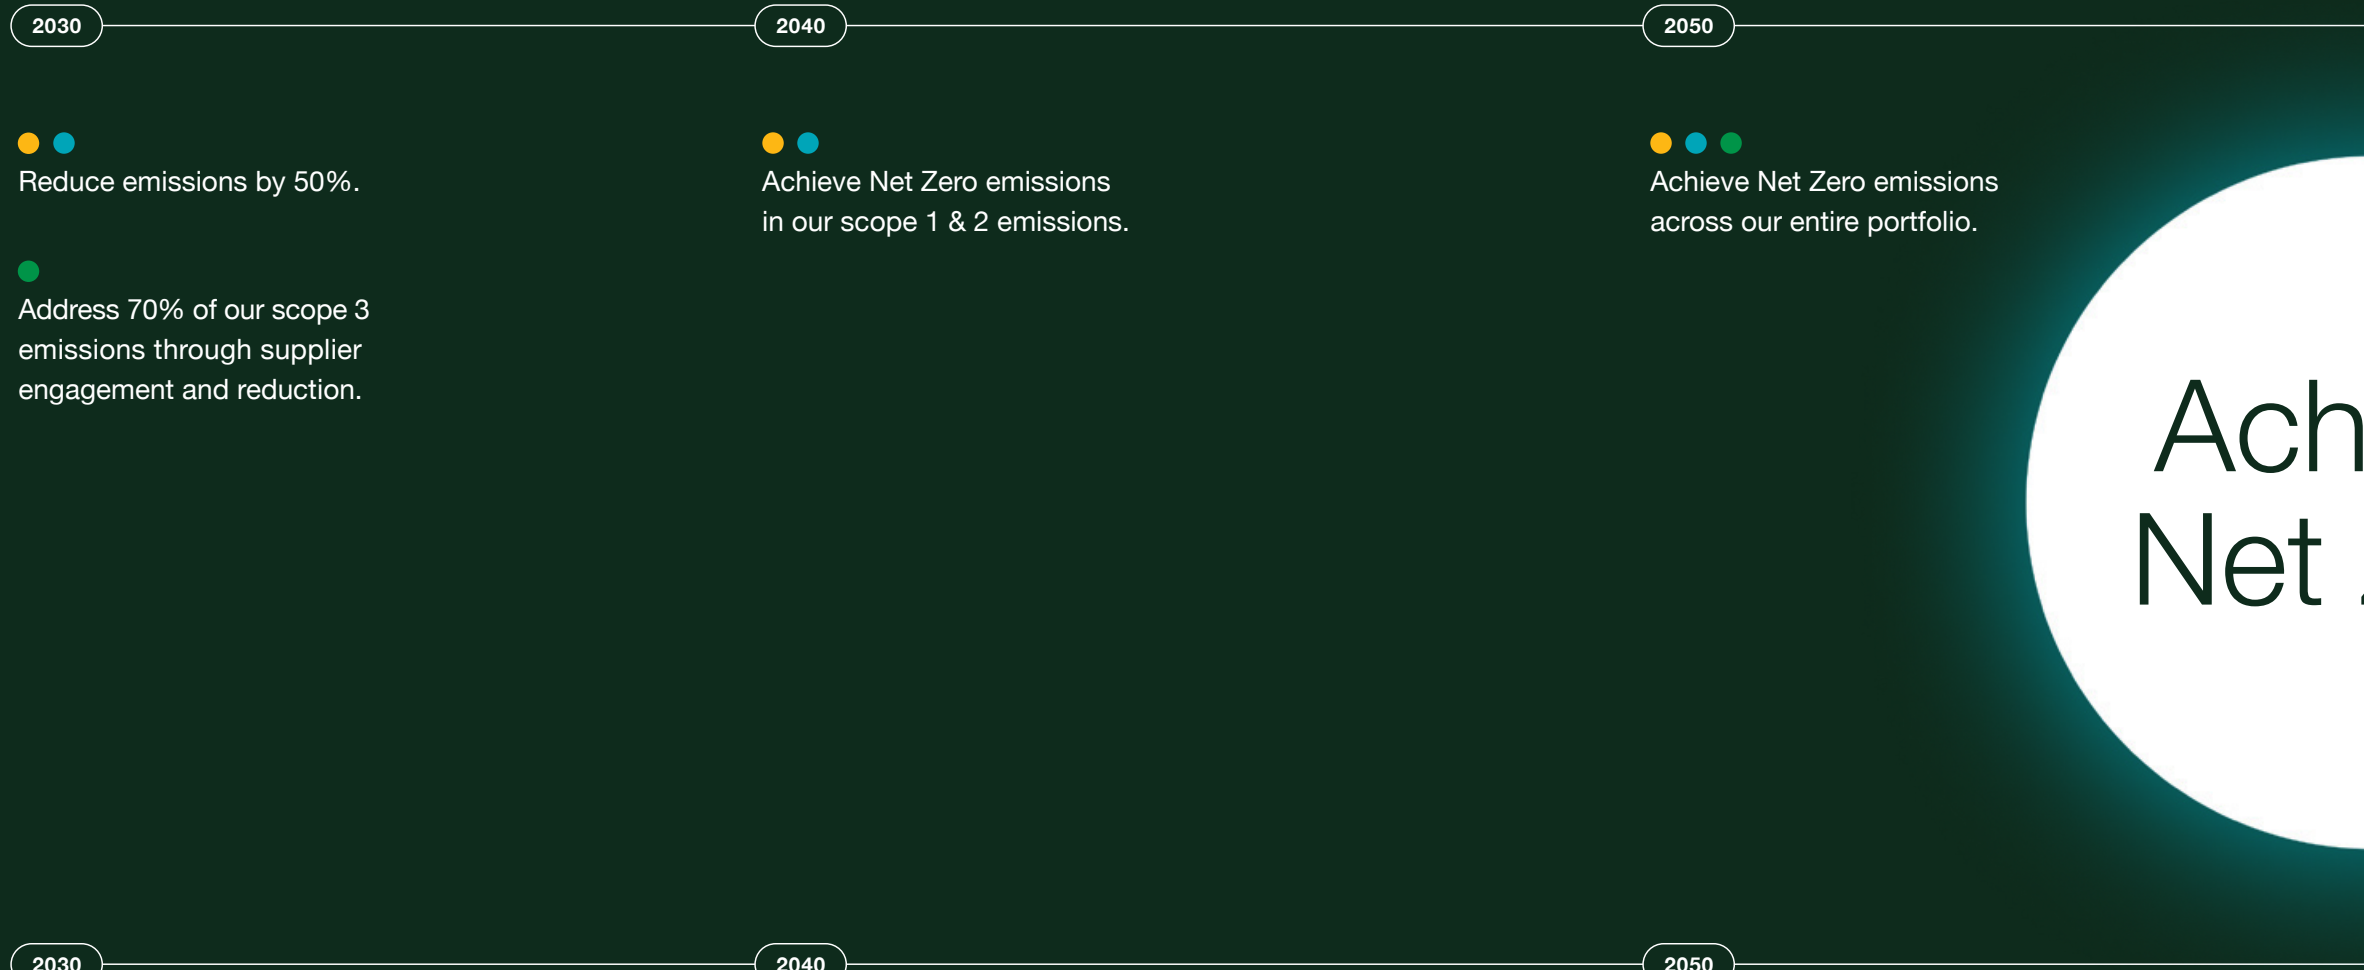 2030
2040
2050
Reduce emissions by 50%.
Address 70% of our scope 3
emissions through supplier
engagement and reduction.
Achieve Net Zero emissions
in our scope 1 & 2 emissions.
Achieve Net Zero emissions
across our entire portfolio.
Ach
Net
2030
2040
2050